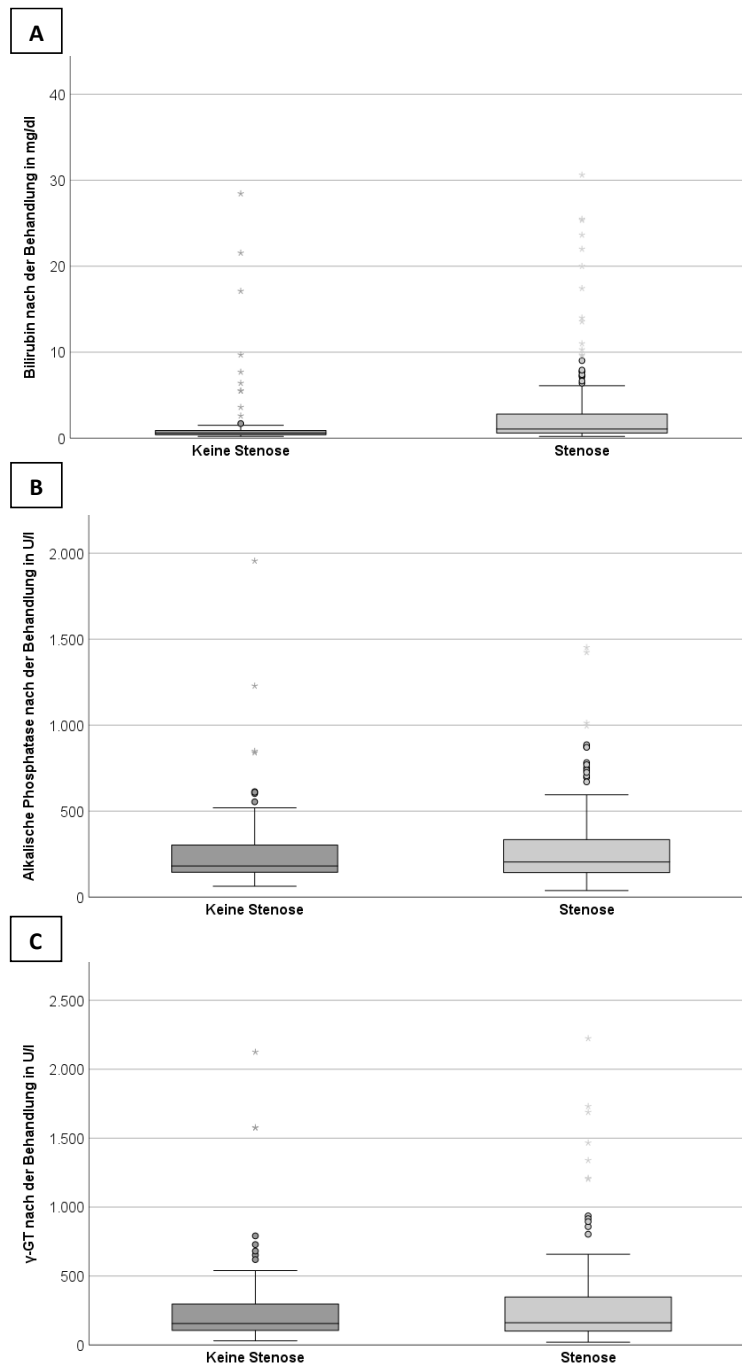 A
Bilirubin nach der Behandlung in mg/dl
40
30
20
10
0
Keine Stenose
Stenose
B
Alkalische Phosphatase nach der Behandlung in U/l
2.000
1.500
1.000
500
0
Keine Stenose
Stenose
C
γ-GT nach der Behandlung in U/l
2.500
2.000
1.500
1.000
500
0
Keine Stenose
Stenose